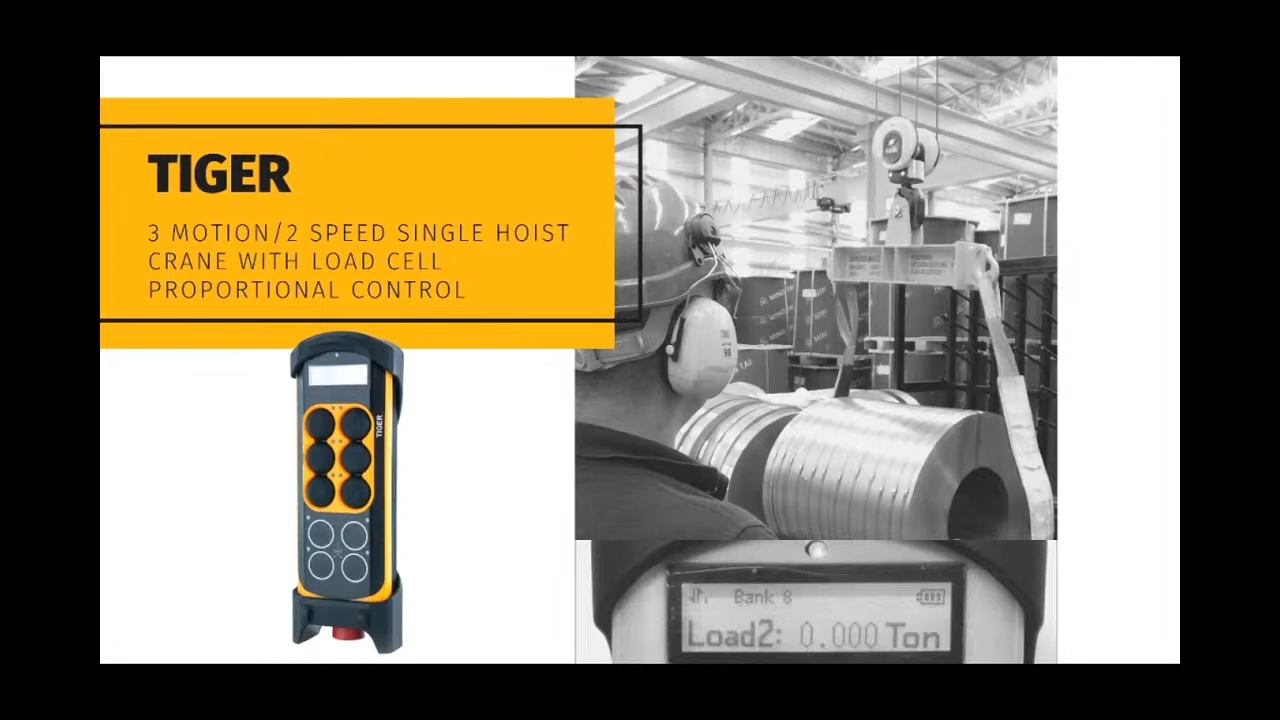 TIGER
3 MOTION/2 SPEED SINGLE HOIST
CRANE WITH LOAD CELL
PROPORTIONAL CONTROL
TIGER
98
Bank 8
Load2: 0.000 Ton